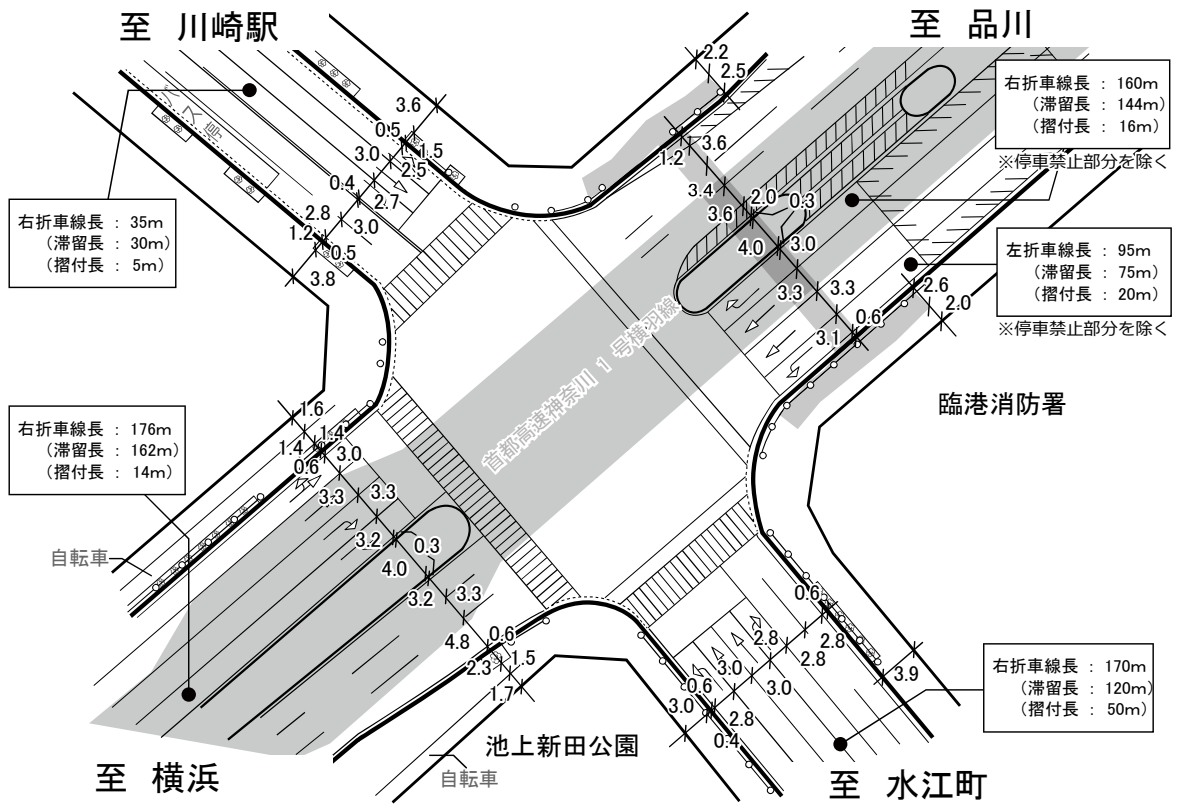 至 川崎駅
至 品川
右折車線長 : 160m
(滞留長 : 144m)
(摺付長 : 16m)
※停車禁止部分を除く
右折車線長 : 35m
(滞留長 : 30m)
(摺付長 : 5m)
左折車線長 : 95m
(滞留長 : 75m)
(摺付長 : 20m)
※停車禁止部分を除く
バス専
3.6
0.5
1.5
3.0
2.5
0.4
2.7
2.8
3.0
1.2
0.5
3.8
2.2
2.5
3.6
1.2
3.4
2.0
0.3
3.6
4.0
3.0
3.3
3.3
3.1
0.6
2.6
2.0
首都高速神奈川 1 号横羽線
臨港消防署
右折車線長 : 176m
(滞留長 : 162m)
(摺付長 : 14m)
自転車
1.6
1.4
1.4
0.6
3.0
3.3
3.3
3.2
0.3
4.0
3.2
3.3
4.8
0.6
2.3
1.5
1.7
0.6
2.8
2.8
2.8
3.0
3.0
0.6
3.0
2.8
0.4
3.9
右折車線長 : 170m
(滞留長 : 120m)
(摺付長 : 50m)
池上新田公園
自転車
至 横浜
至 水江町